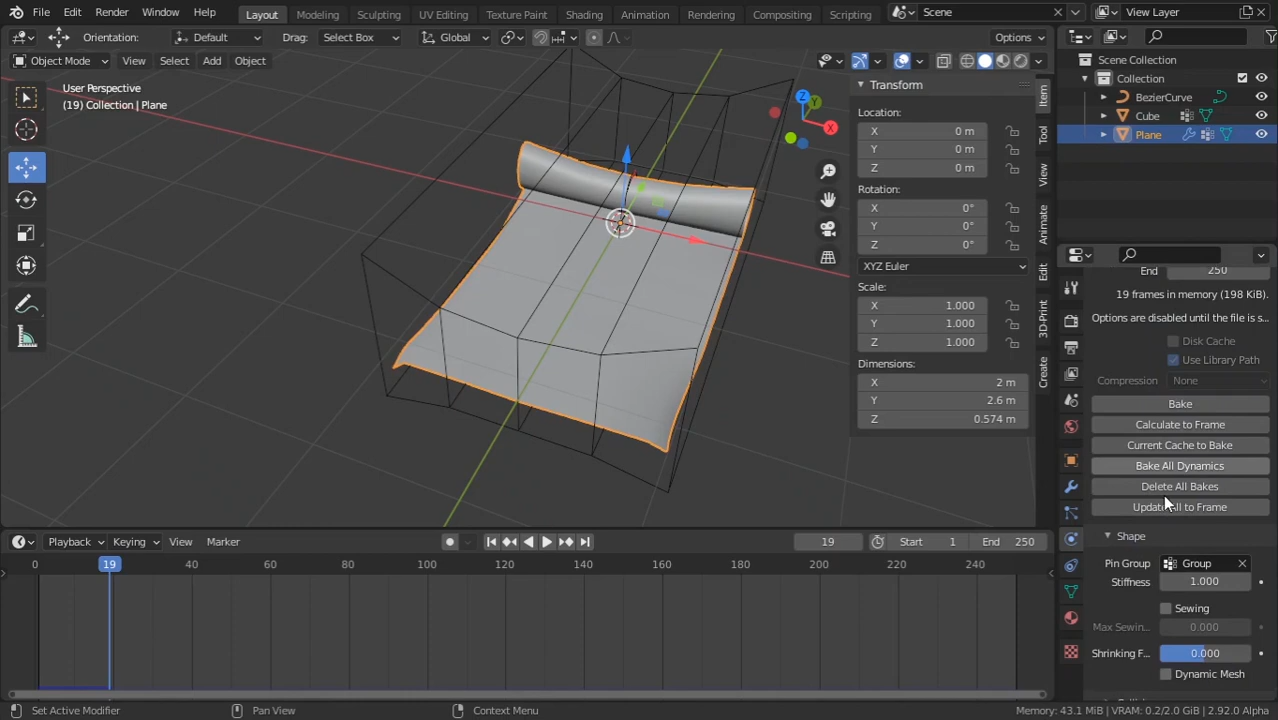 File Edit Render Window Help Layout Modeling Sculpting UV Editing Texture Paint Shading Animation Rendering Compositing Scripting Scene View Layer
Orientation: Default Drag: Select Box Global Options
Object Mode View Select Add Object
User Perspective
(19) Collection | Plane
Z
Y
X
Transform
Location:
X 0 m
Y 0 m
Z 0 m
Rotation:
X 0°
Y 0°
Z 0°
XYZ Euler
Scale:
X 1.000
Y 1.000
Z 1.000
Dimensions:
X 2 m
Y 2.6 m
Z 0.574 m
Item
Tool
View
Animate
Edit
3D-Print
Create
Scene Collection
Collection
BezierCurve
Cube
Plane
End 250
19 frames in memory (198 KiB).
Options are disabled until the file is s...
Disk Cache
Use Library Path
Compression None
Bake
Calculate to Frame
Current Cache to Bake
Bake All Dynamics
Delete All Bakes
Update All to Frame
Shape
Pin Group Group
Stiffness 1.000
Sewing
Max Sewin... 0.000
Shrinking F... 0.000
Dynamic Mesh
Playback Keying View Marker 19 Start 1 End 250
0 19 40 60 80 100 120 140 160 180 200 220 240
Set Active Modifier Pan View Context Menu Memory: 43.1 MiB | VRAM: 0.2/2.0 GiB | 2.92.0 Alpha